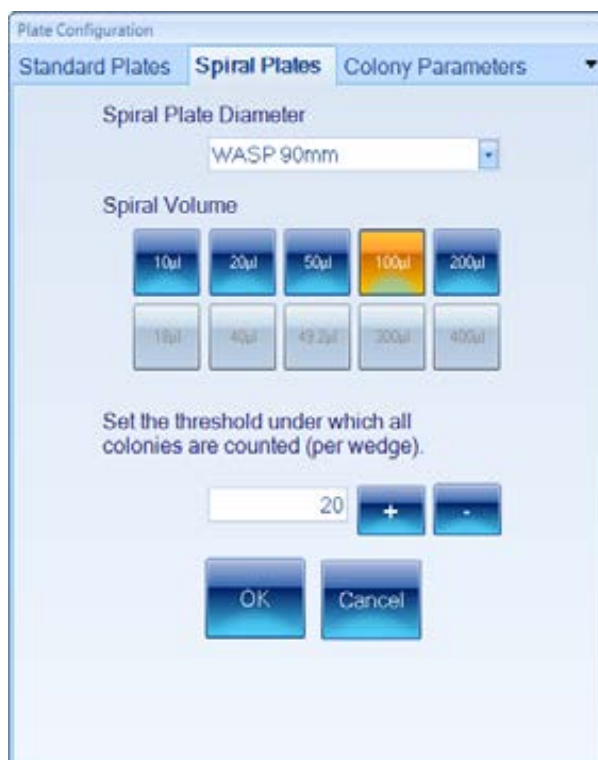 Plate Configuration
Standard Plates Spiral Plates Colony Parameters
Spiral Plate Diameter
WASP 90mm
Spiral Volume
10µl 20µl 50µl 100µl 200µl
18µl 40µl 49.2µl 300µl 400µl
Set the threshold under which all
colonies are counted (per wedge).
20 + -
OK Cancel